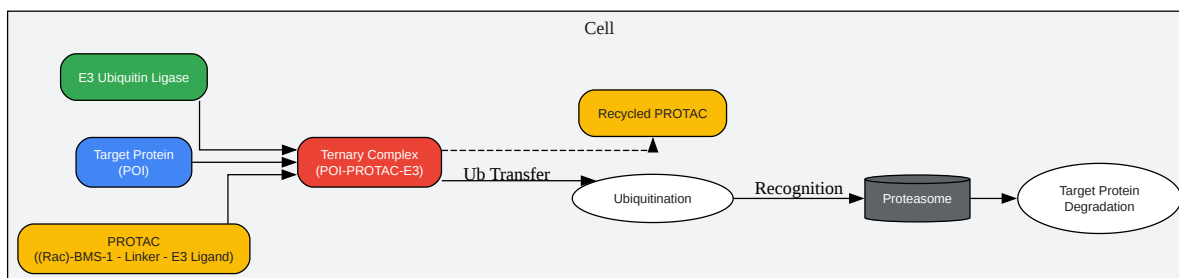 Cell
E3 Ubiquitin Ligase
Recycled PROTAC
Target Protein
(POI)
Ternary Complex
(POI-PROTAC-E3)
Ub Transfer
Ubiquitination
Recognition
Proteasome
Target Protein
Degradation
PROTAC
((Rac)-BMS-1 - Linker - E3 Ligand)